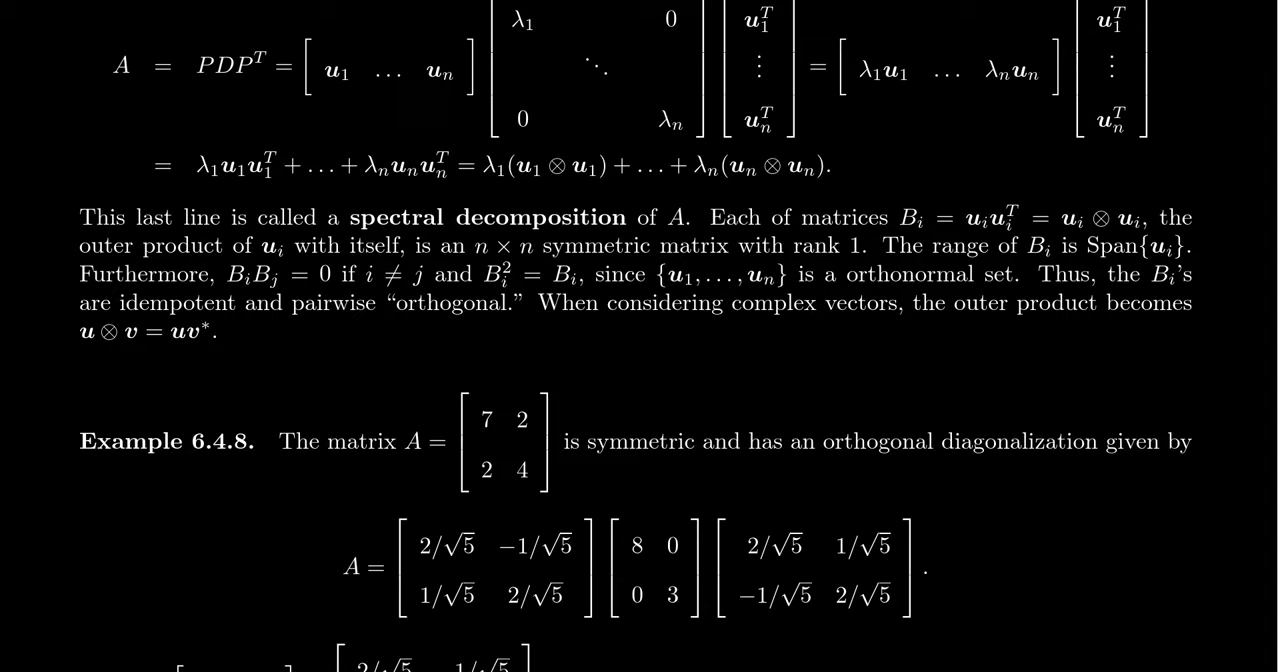 A = PDP^T = [ u_1 … u_n ] [ λ_1 0 ⋱ 0 λ_n ] [ u_1^T ⋮ u_n^T ] = [ λ_1u_1 … λ_nu_n ] [ u_1^T ⋮ u_n^T ]
= λ_1u_1u_1^T + … + λ_nu_nu_n^T = λ_1(u_1 ⊗ u_1) + … + λ_n(u_n ⊗ u_n).
This last line is called a spectral decomposition of A. Each of matrices B_i = u_iu_i^T = u_i ⊗ u_i, the
outer product of u_i with itself, is an n × n symmetric matrix with rank 1. The range of B_i is Span{u_i}.
Furthermore, B_iB_j = 0 if i ≠ j and B_i^2 = B_i, since {u_1, …, u_n} is a orthonormal set. Thus, the B_i's
are idempotent and pairwise “orthogonal.” When considering complex vectors, the outer product becomes
u ⊗ v = uv*.
Example 6.4.8. The matrix A = [ 7 2 ; 2 4 ] is symmetric and has an orthogonal diagonalization given by
A = [ 2/√5 −1/√5 ; 1/√5 2/√5 ] [ 8 0 ; 0 3 ] [ 2/√5 1/√5 ; −1/√5 2/√5 ].